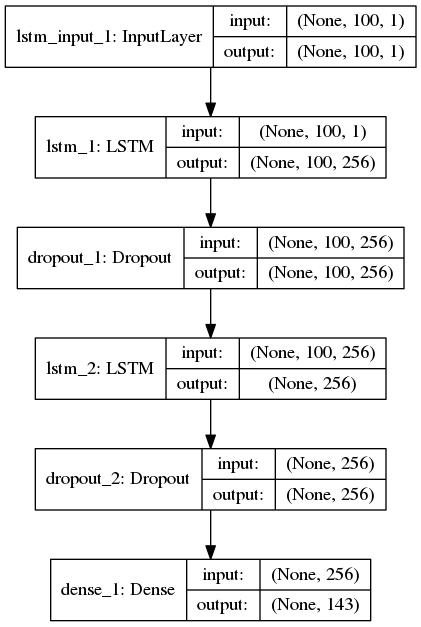 lstm_input_1: InputLayer
input: (None, 100, 1)
output: (None, 100, 1)
lstm_1: LSTM
input: (None, 100, 1)
output: (None, 100, 256)
dropout_1: Dropout
input: (None, 100, 256)
output: (None, 100, 256)
lstm_2: LSTM
input: (None, 100, 256)
output: (None, 256)
dropout_2: Dropout
input: (None, 256)
output: (None, 256)
dense_1: Dense
input: (None, 256)
output: (None, 143)